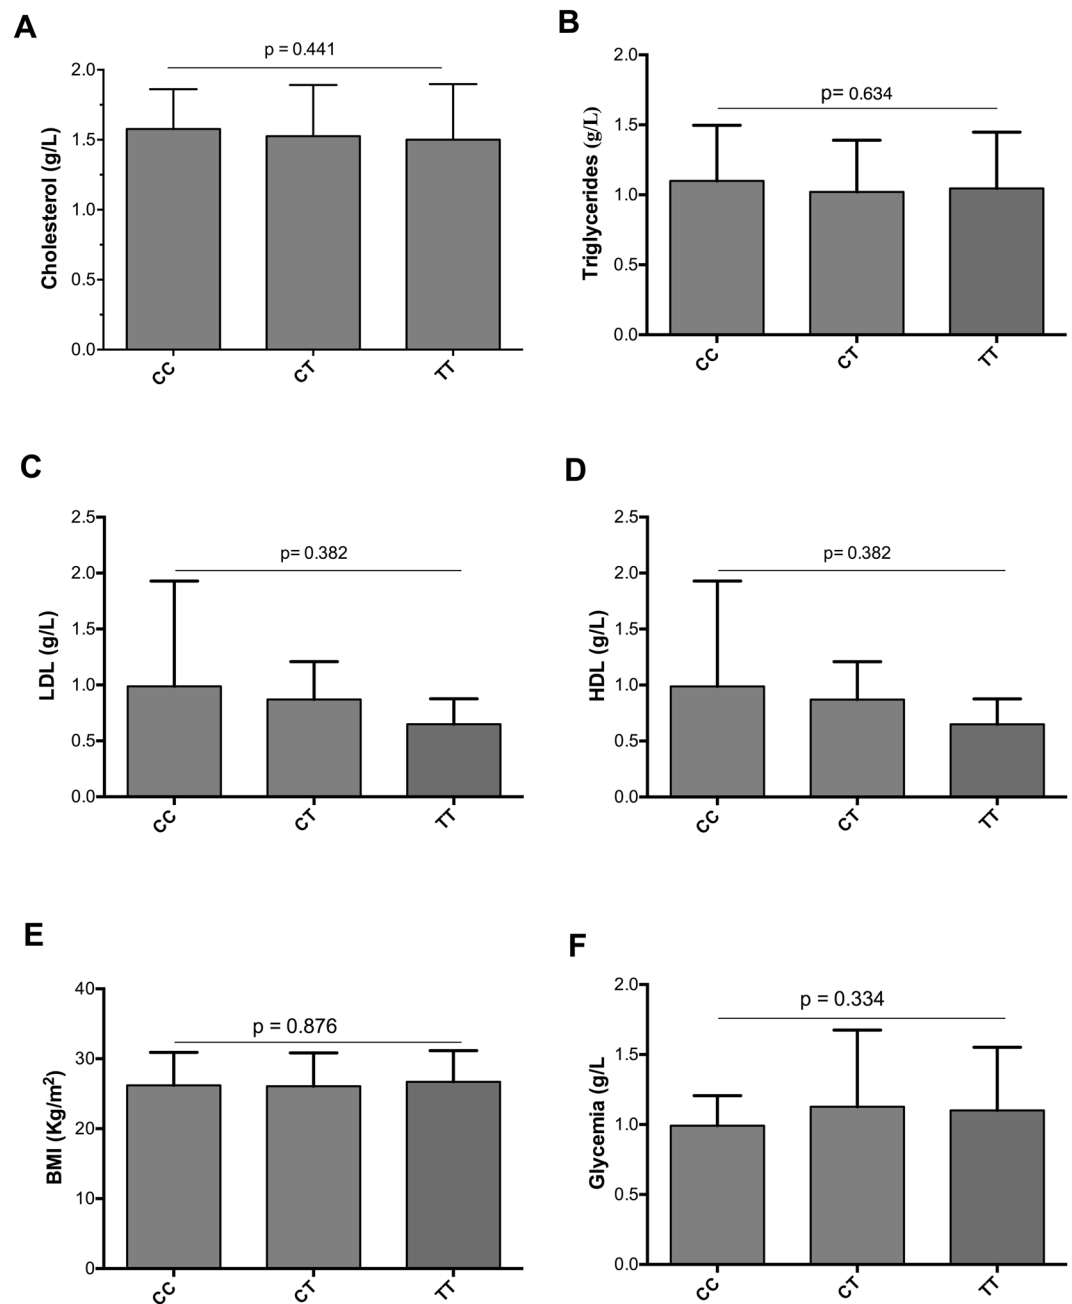 A
p = 0.441
Cholesterol (g/L)
2.0
1.5
1.0
0.5
0.0
CC
CT
TT
B
p= 0.634
Triglycerides (g/L)
2.0
1.5
1.0
0.5
0.0
CC
CT
TT
C
p= 0.382
LDL (g/L)
2.5
2.0
1.5
1.0
0.5
0.0
CC
CT
TT
D
p= 0.382
HDL (g/L)
2.5
2.0
1.5
1.0
0.5
0.0
CC
CT
TT
E
p = 0.876
BMI (Kg/m²)
40
30
20
10
0
CC
CT
TT
F
p = 0.334
Glycemia (g/L
2.0
1.5
1.0
0.5
0.0
CC
CT
TT